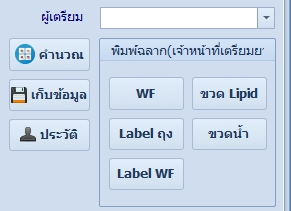 ผู้เตรียม
คำนวณ
เก็บข้อมูล
ประวัติ
พิมพ์ฉลาก(เจ้าหน้าที่เตรียมยา
WF
ขวด Lipid
Label ถุง
ขวดน้ำ
Label WF